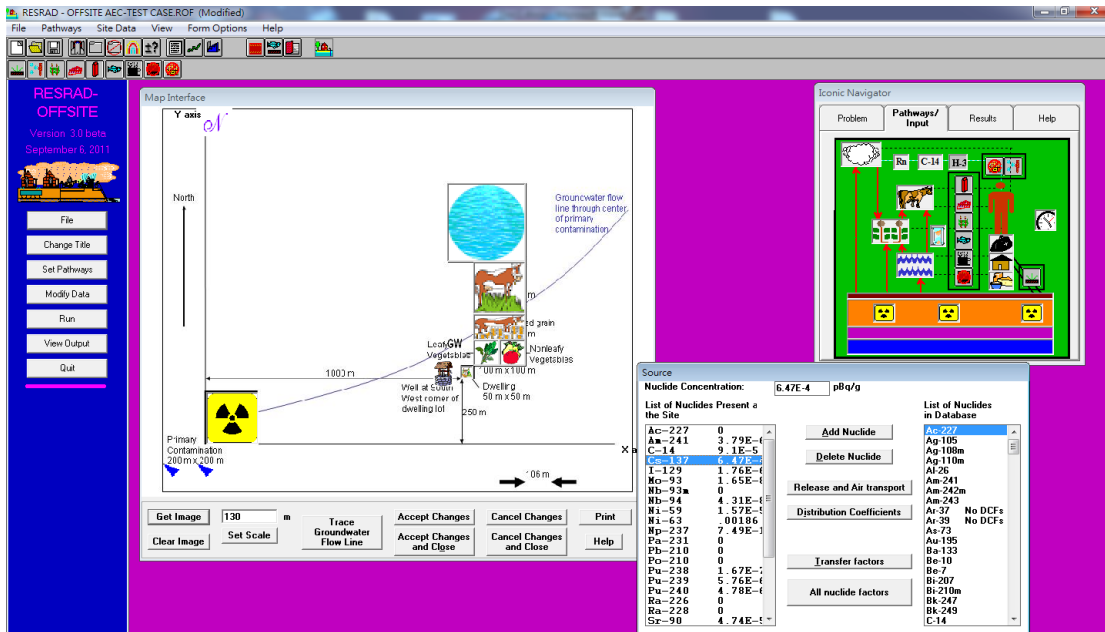 RESRAD - OFFSITE AEC-TEST CASE.ROF (Modified)
File Pathways Site Data View Form Options Help
RESRAD-
OFFSITE
Version 3.0 beta
September 6, 2011
File
Change Title
Set Pathways
Modify Data
Run
View Output
Quit
Map Interface
Y axis
N
North
Groundwater flow
line through center
of primary
contamination
m
d grain
m
Leafy GW
Vegetables
Nonleafy
Vegetables
100 m x 100 m
1000 m
Well at South
West corner of
dwelling lot
Dwelling
50 m x 50 m
250 m
Primary
Contamination
200 m x 200 m
X a
106 m
Get Image
130 m
Set Scale
Clear Image
Trace
Groundwater
Flow Line
Accept Changes
Accept Changes
and Close
Cancel Changes
Cancel Changes
and Close
Print
Help
Iconic Navigator
Problem
Pathways/
Input
Results
Help
Rn C-14 H-3
Source
Nuclide Concentration: 6.47E-4 pBq/g
List of Nuclides Present a
the Site
Ac-227 0
Am-241 3.79E-6
C-14 9.1E-5
Cs-137 6.47E-4
I-129 1.76E-6
Mo-93 1.65E-8
Nb-93m 0
Nb-94 4.31E-8
Ni-59 1.57E-5
Ni-63 .00186
Np-237 7.49E-1
Pa-231 0
Pb-210 0
Po-210 0
Pu-238 1.67E-7
Pu-239 5.76E-6
Pu-240 4.78E-6
Ra-226 0
Ra-228 0
Sr-90 4.74E-5
Add Nuclide
Delete Nuclide
Release and Air transport
Distribution Coefficients
Transfer factors
All nuclide factors
List of Nuclides
in Database
Ac-227
Ag-105
Ag-108m
Ag-110m
Al-26
Am-241
Am-242m
Am-243
Ar-37 No DCFs
Ar-39 No DCFs
As-73
Au-195
Ba-133
Be-10
Be-7
Bi-207
Bi-210m
Bk-247
Bk-249
C-14